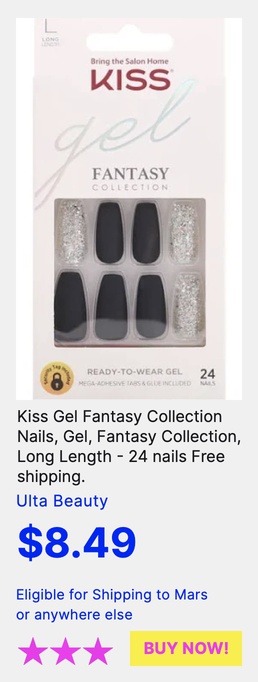 L
LONG
LENGTH
Bring the Salon Home
KISS
gel
FANTASY
COLLECTION
READY-TO-WEAR GEL
MEGA-ADHESIVE TABS & GLUE INCLUDED
24
NAILS
Kiss Gel Fantasy Collection
Nails, Gel, Fantasy Collection,
Long Length - 24 nails Free
shipping.
Ulta Beauty
$8.49
Eligible for Shipping to Mars
or anywhere else
BUY NOW!